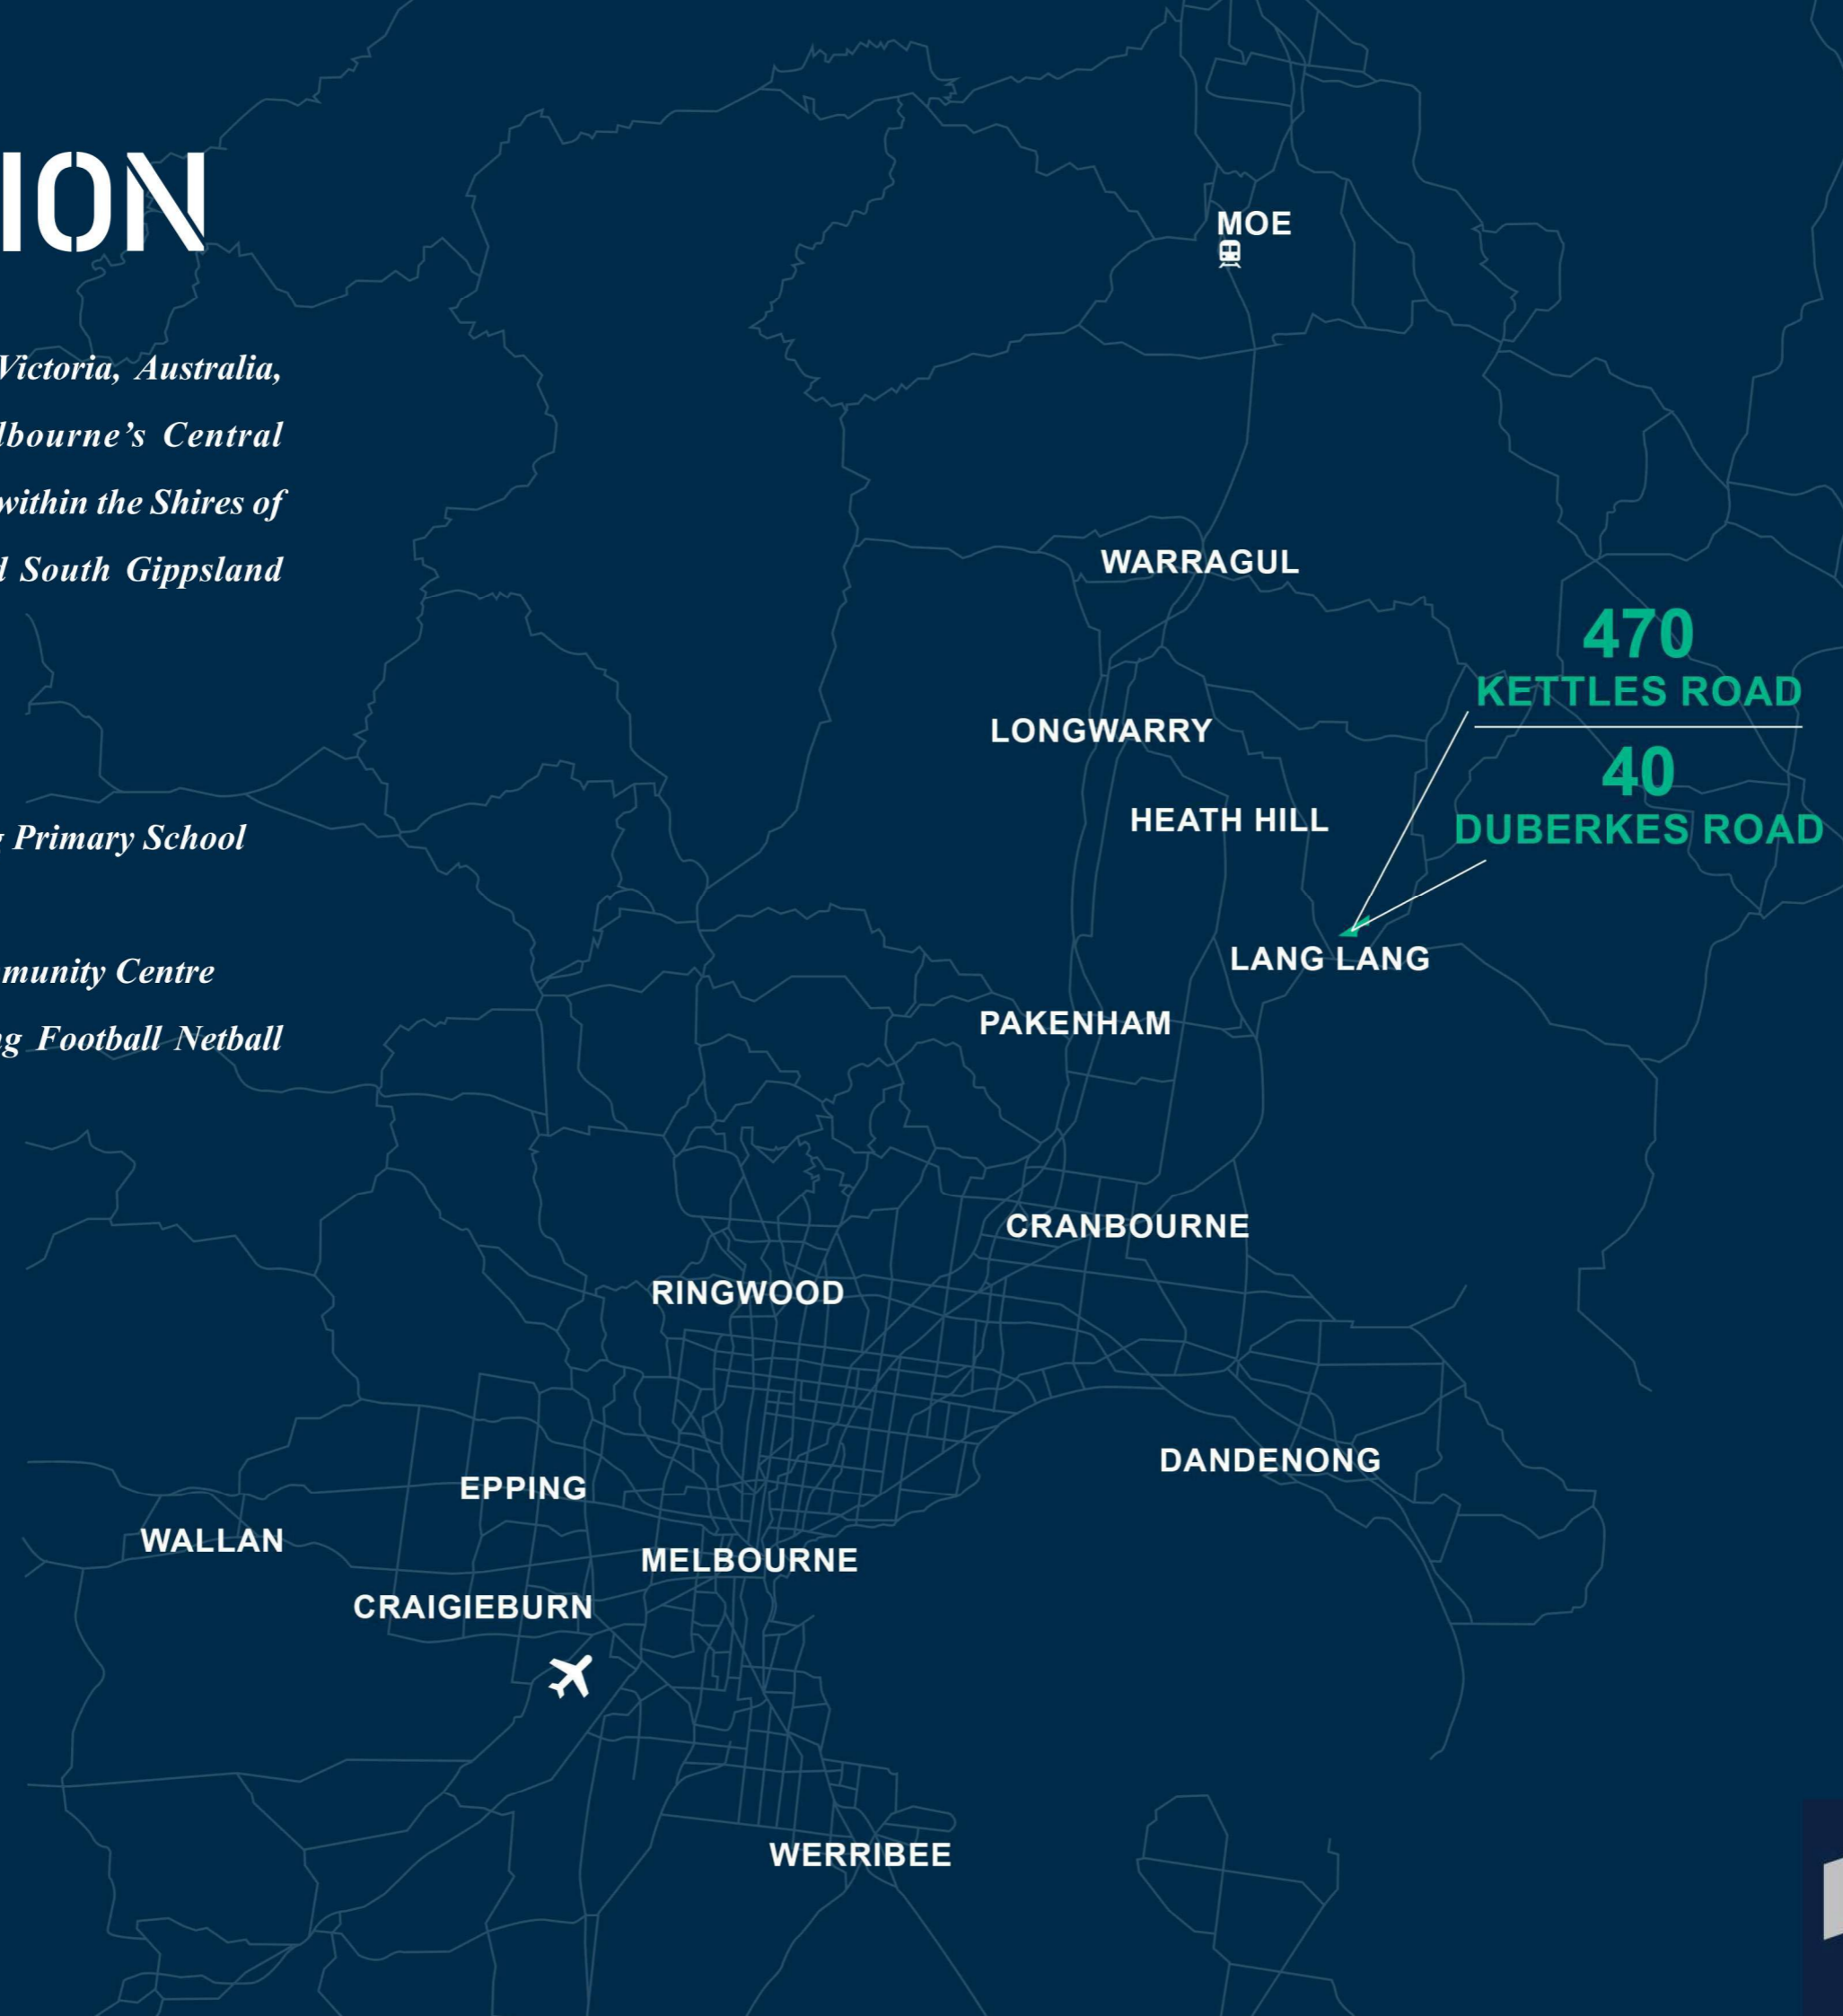 ION
Victoria, Australia,
lbourne's Central
within the Shires of
d South Gippsland
g Primary School
munity Centre
ng Football Netball
MOE
WARRAGUL
470
KETTLES ROAD
LONGWARRY
40
HEATH HILL
DUBERKES ROAD
LANG LANG
PAKENHAM
CRANBOURNE
RINGWOOD
DANDENONG
EPPING
WALLAN
MELBOURNE
CRAIGIEBURN
WERRIBEE